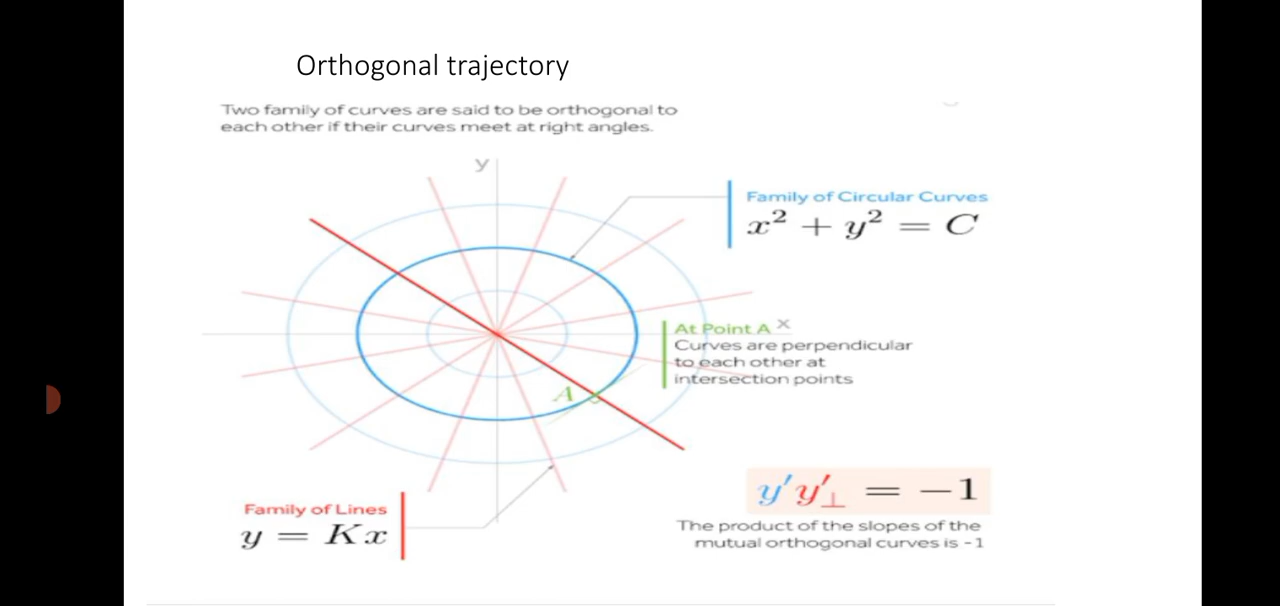 Orthogonal trajectory
Two family of curves are said to be orthogonal to
each other if their curves meet at right angles.
y
Family of Circular Curves
x² + y² = C
At Point A
x
Curves are perpendicular
to each other at
intersection points
A
y′y′⊥ = −1
The product of the slopes of the
mutual orthogonal curves is -1
Family of Lines
y = Kx